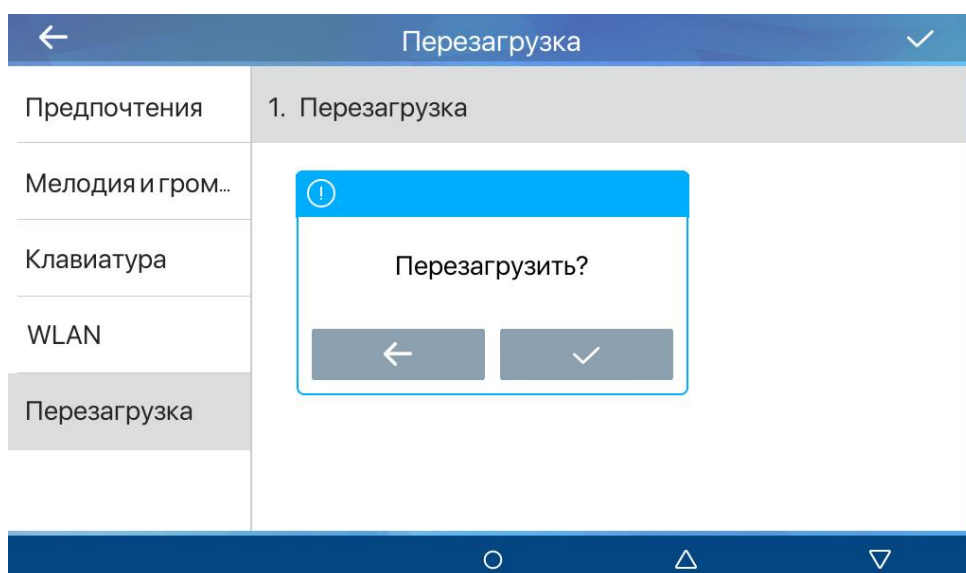 Перезагрузка
Предпочтения
1. Перезагрузка
Мелодия и гром...
Клавиатура
Перезагрузить?
WLAN
Перезагрузка